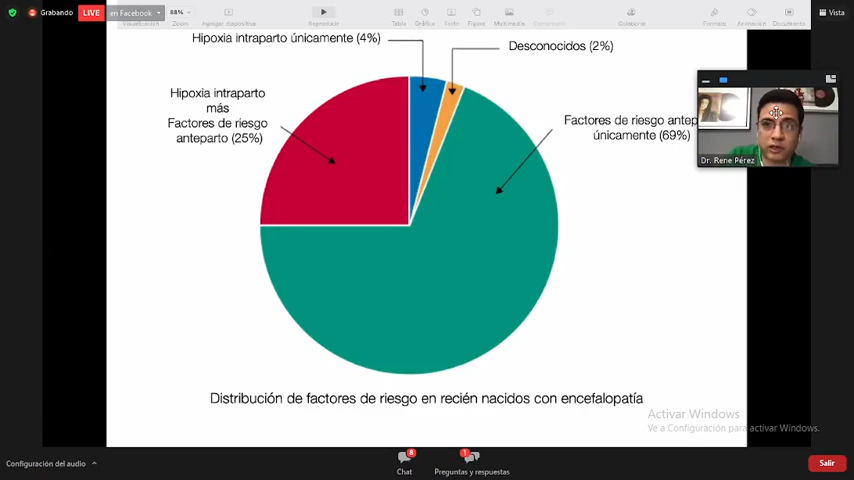 Grabando
LIVE
en Facebook
88%
Vista
Visualización
Zoom
Agregar diapositiva
Reproducir
Tabla
Gráfica
Texto
Figura
Multimedia
Comentario
Colaborar
Formato
Animación
Documento
Hipoxia intraparto únicamente (4%)
Desconocidos (2%)
Hipoxia intraparto
más
Factores de riesgo
anteparto (25%)
Factores de riesgo antep
únicamente (69%)
Dr. Rene Pérez
Distribución de factores de riesgo en recién nacidos con encefalopatía
Activar Windows
Ve a Configuración para activar Windows.
Configuración del audio
8
Chat
1
Preguntas y respuestas
Salir